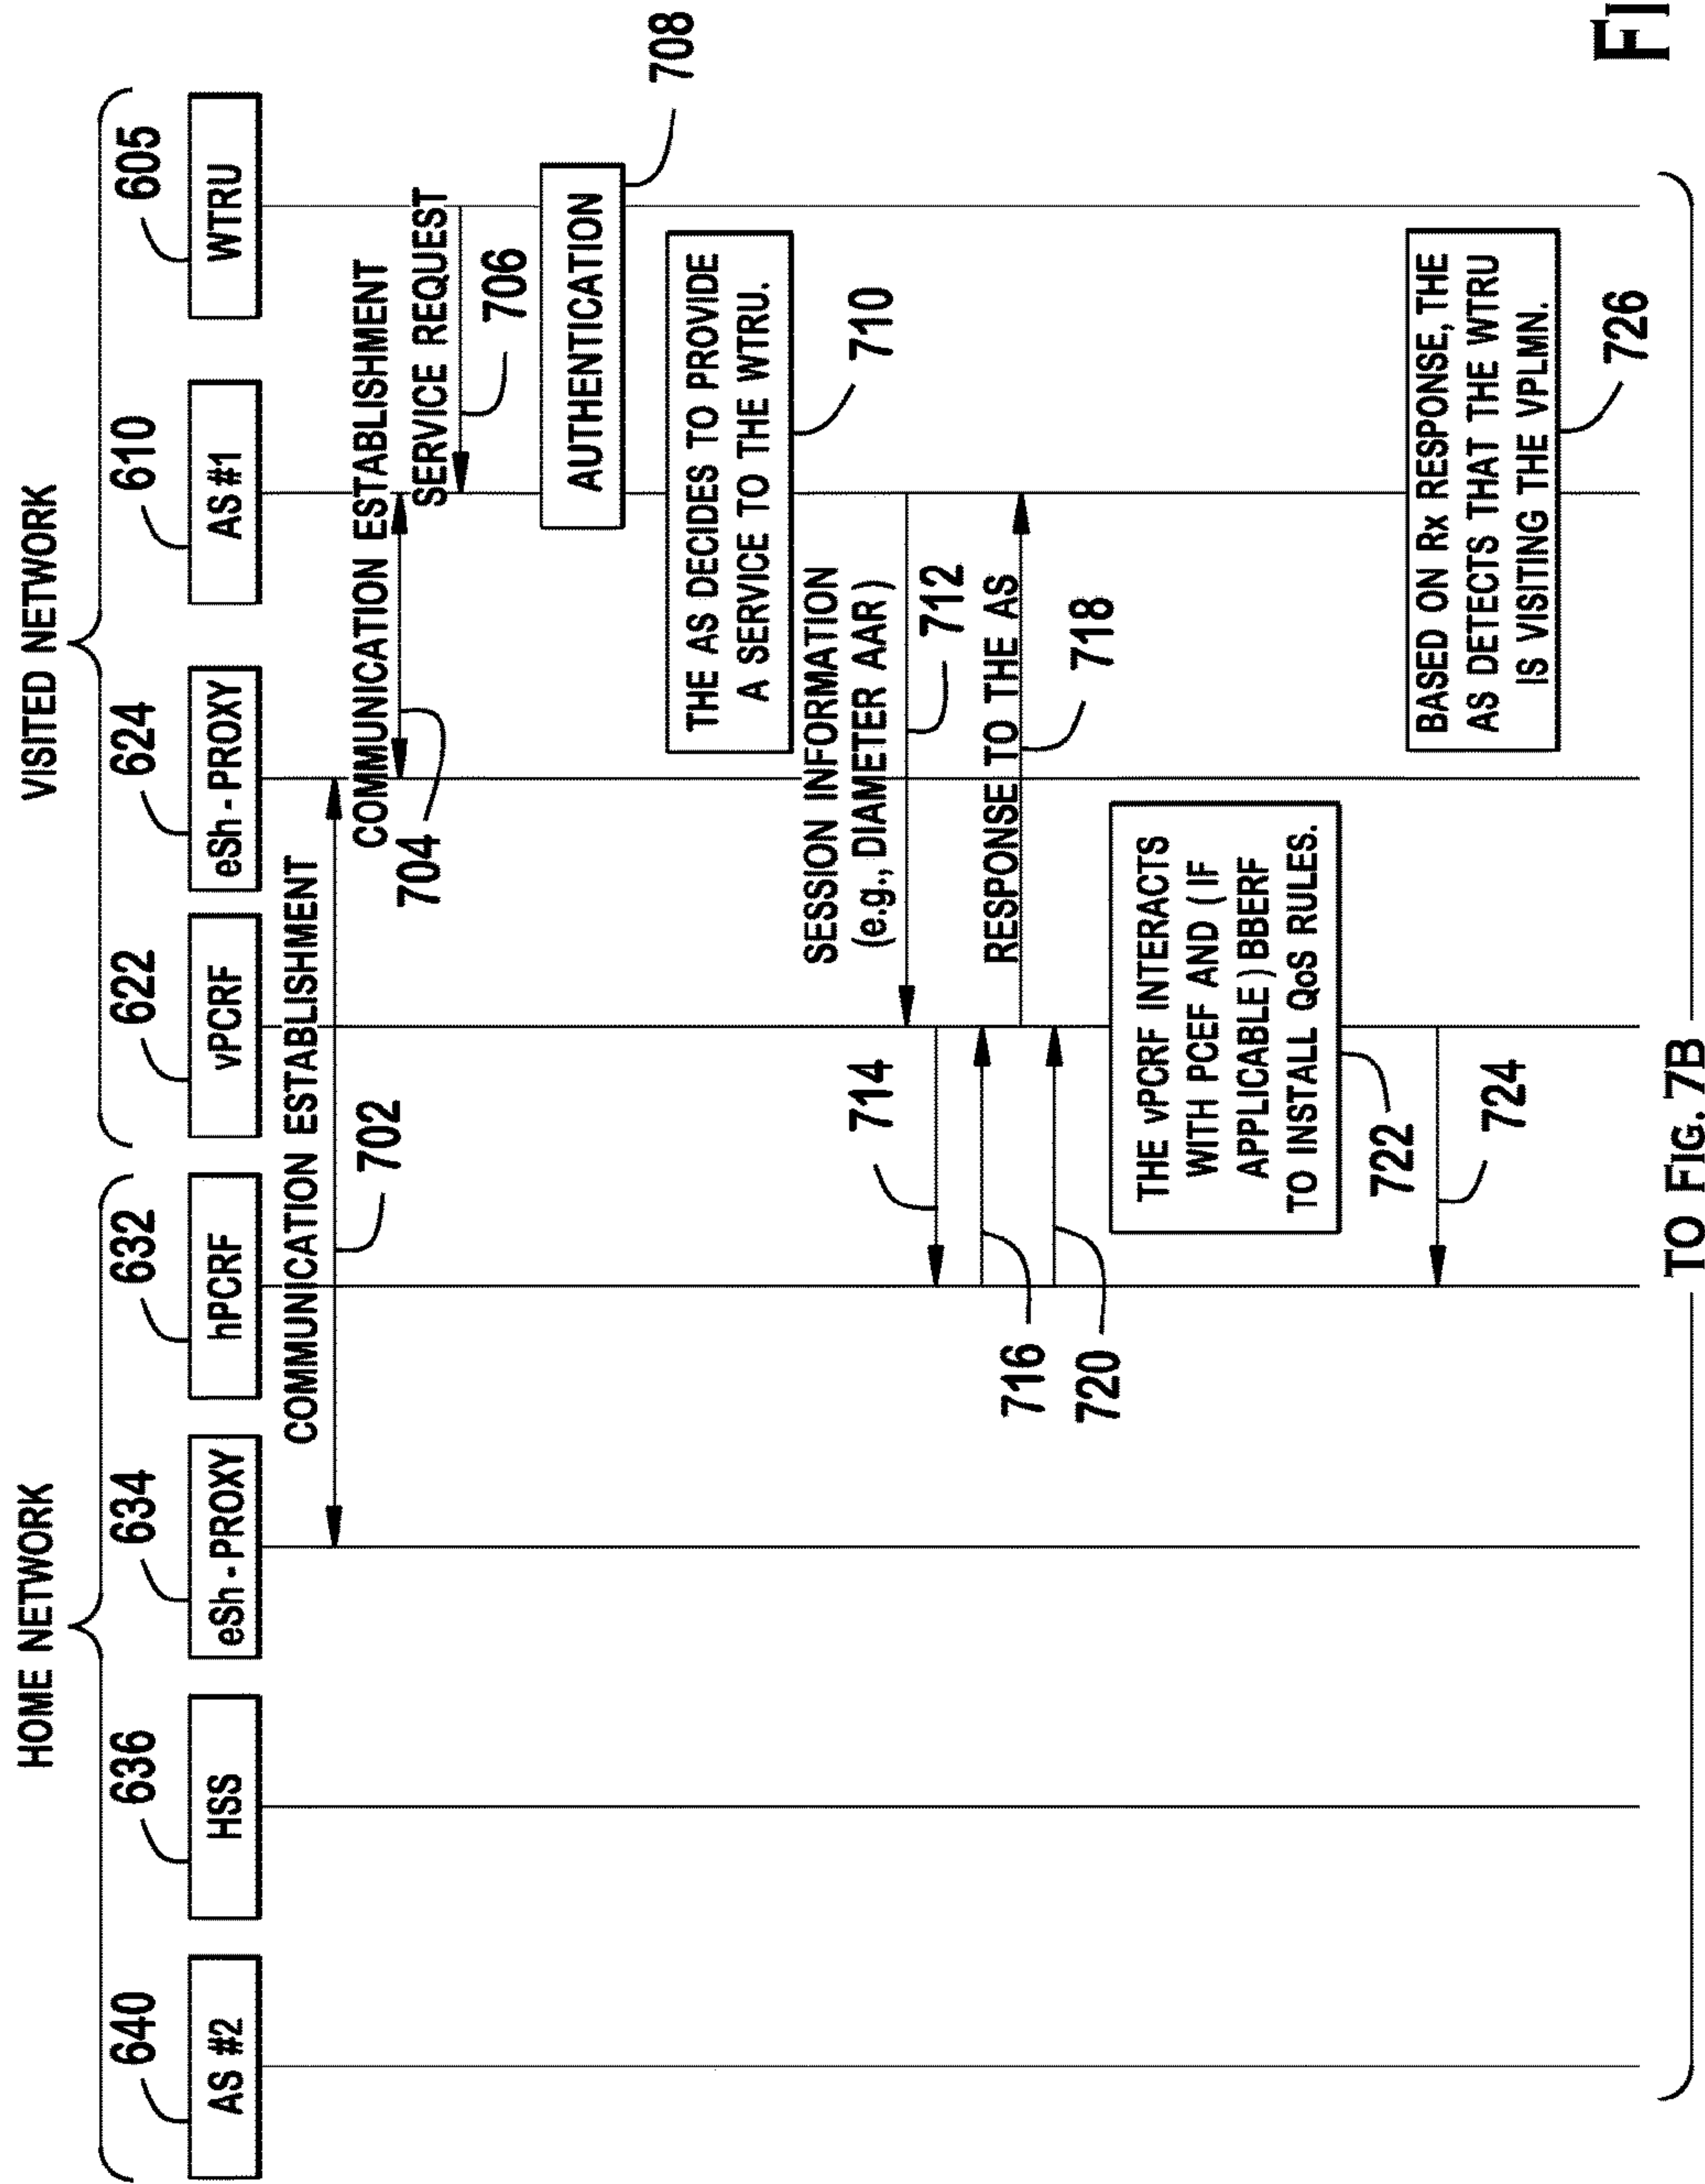 HOME NETWORK
VISITED NETWORK
640
636
634
632
622
624
610
605
AS #2
HSS
eSh - PROXY
hPCRF
vPCRF
eSh - PROXY
AS #1
WTRU
COMMUNICATION ESTABLISHMENT
702
COMMUNICATION ESTABLISHMENT
704
SERVICE REQUEST
706
AUTHENTICATION
708
THE AS DECIDES TO PROVIDE
A SERVICE TO THE WTRU.
710
SESSION INFORMATION
(e.g., DIAMETER AAR)
712
714
716
RESPONSE TO THE AS
718
720
THE vPCRF INTERACTS
WITH PCEF AND (IF
APPLICABLE) BBERF
TO INSTALL QoS RULES.
722
724
BASED ON Rx RESPONSE, THE
AS DETECTS THAT THE WTRU
IS VISITING THE VPLMN.
726
TO FIG. 7B